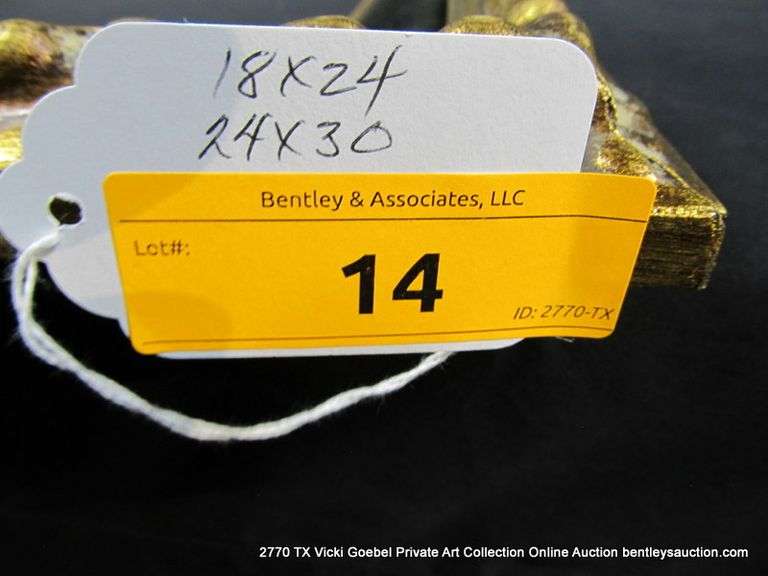 18X24
24X30
Bentley & Associates, LLC
Lot#:
14
ID: 2770-TX
2770 TX Vicki Goebel Private Art Collection Online Auction bentleysauction.com